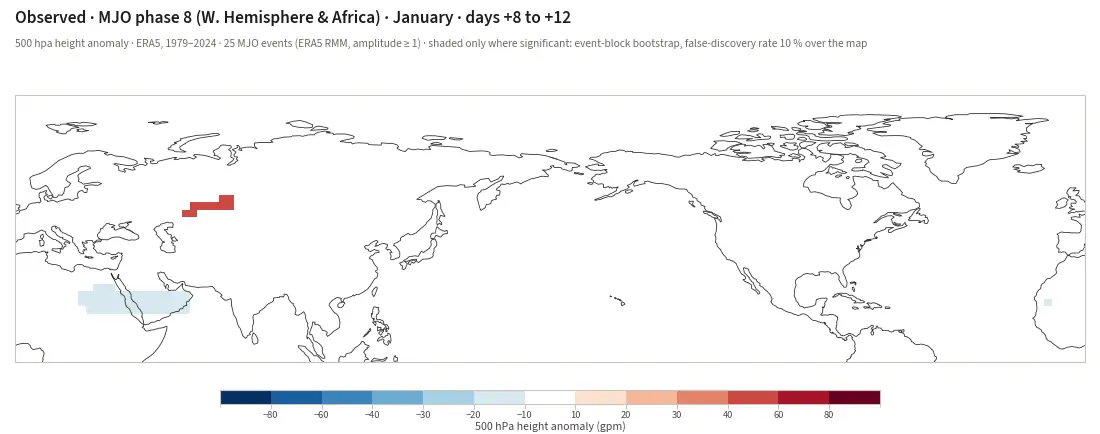 Observed · MJO phase 8 (W. Hemisphere & Africa) · January · days +8 to +12
500 hpa height anomaly · ERA5, 1979–2024 · 25 MJO events (ERA5 RMM, amplitude ≥ 1) · shaded only where significant: event-block bootstrap, false-discovery rate 10 % over the map
−80 −60 −40 −30 −20 −10 10 20 30 40 60 80
500 hPa height anomaly (gpm)